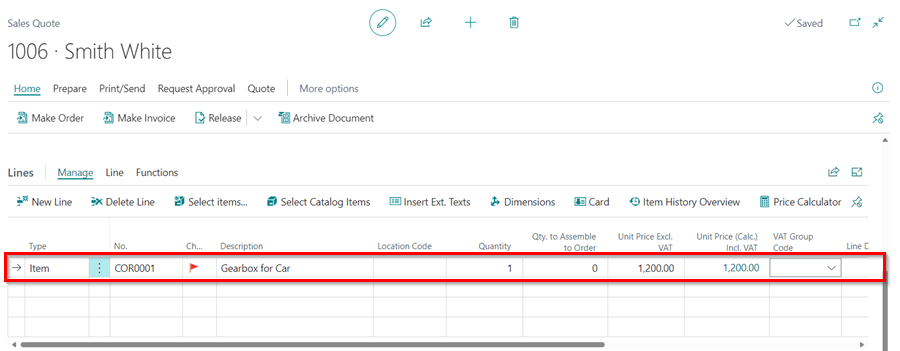 Sales Quote
Saved
1006 · Smith White
Home Prepare Print/Send Request Approval Quote More options
Make Order Make Invoice Release Archive Document
Lines Manage Line Functions
New Line Delete Line Select items... Select Catalog Items Insert Ext. Texts Dimensions Card Item History Overview Price Calculator
Type No. Ch... Description Location Code Quantity Qty. to Assemble to Order Unit Price Excl. VAT Unit Price (Calc.) Incl. VAT VAT Group Code Line D
Item COR0001 Gearbox for Car 1 0 1,200.00 1,200.00